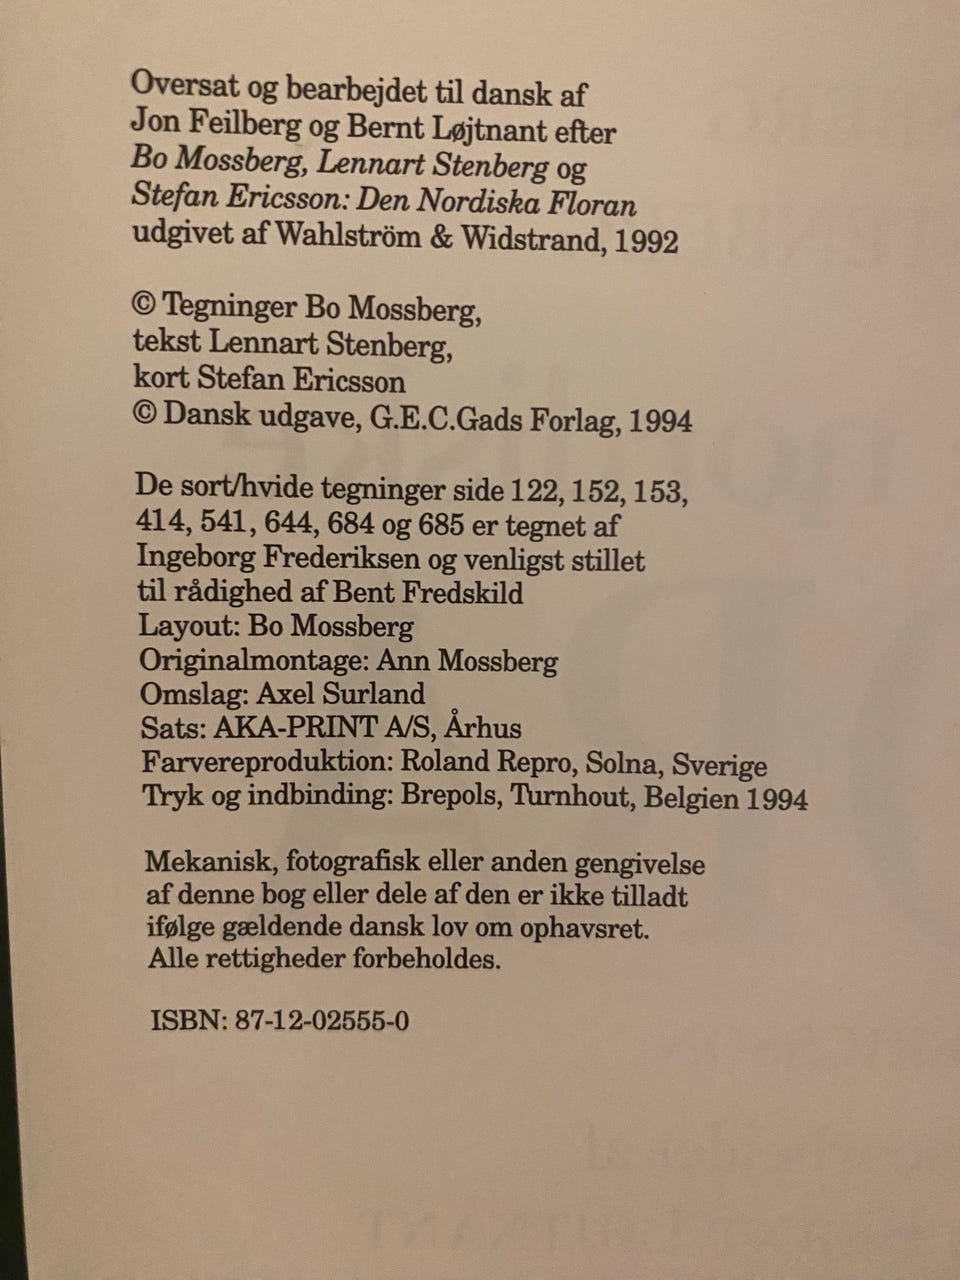 Oversat og bearbejdet til dansk af
Jon Feilberg og Bernt Løjtnant efter
Bo Mossberg, Lennart Stenberg og
Stefan Ericsson: Den Nordiska Floran
udgivet af Wahlström & Widstrand, 1992
© Tegninger Bo Mossberg,
tekst Lennart Stenberg,
kort Stefan Ericsson
© Dansk udgave, G.E.C.Gads Forlag, 1994
De sort/hvide tegninger side 122, 152, 153,
414, 541, 644, 684 og 685 er tegnet af
Ingeborg Frederiksen og venligst stillet
til rådighed af Bent Fredskild
Layout: Bo Mossberg
Originalmontage: Ann Mossberg
Omslag: Axel Surland
Sats: AKA-PRINT A/S, Århus
Farvereproduktion: Roland Repro, Solna, Sverige
Tryk og indbinding: Brepols, Turnhout, Belgien 1994
Mekanisk, fotografisk eller anden gengivelse
af denne bog eller dele af den er ikke tilladt
ifølge gældende dansk lov om ophavsret.
Alle rettigheder forbeholdes.
ISBN: 87-12-02555-0